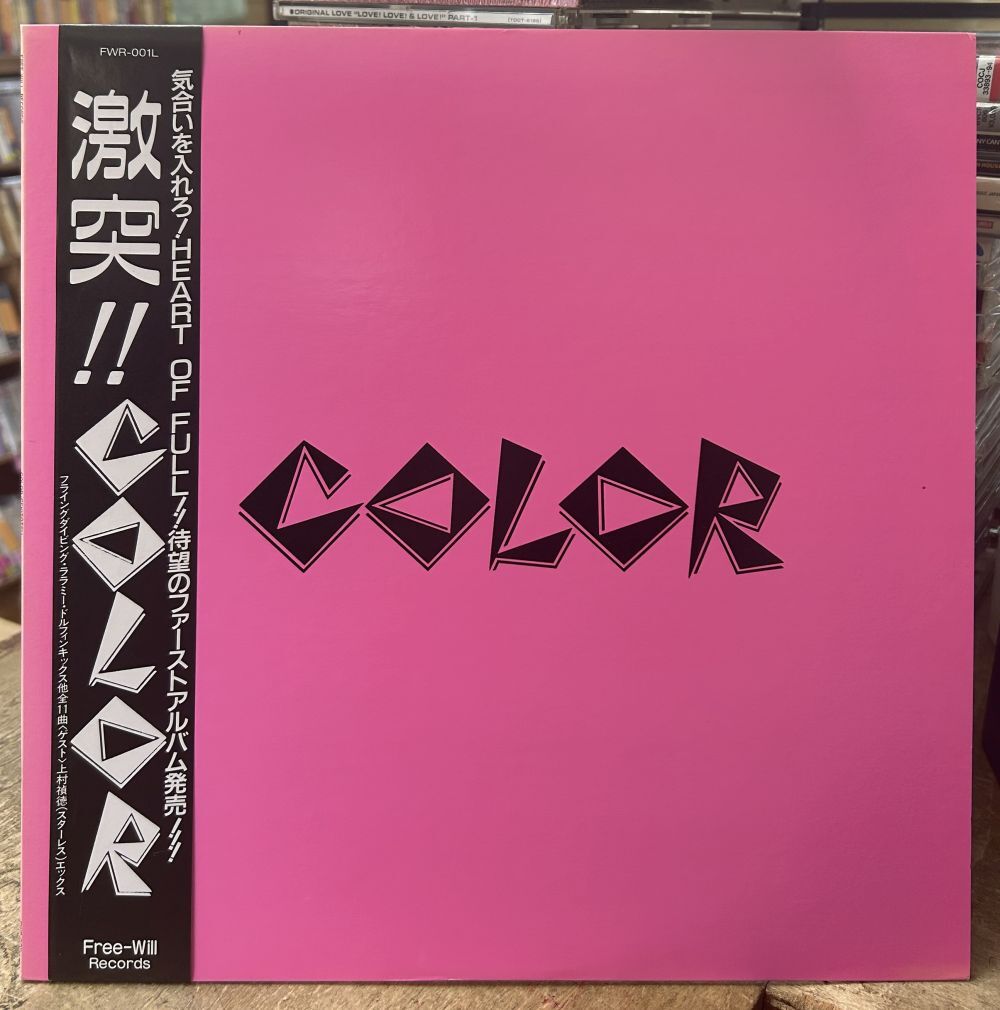 ●ORIGINAL LOVE "LOVE! LOVE! & LOVE!" PART-1 (TOCT-6185)
FWR-001L
気合いを入れろ!HEART OF FULL!!待望のファーストアルバム発売!!!
激突!!COLOR
フライングダイビング・ララミー・ドルフィンキックス他全11曲〈ゲスト〉上村禎徳(スターレス)エックス
Free-Will
Records
COLOR
COCJ